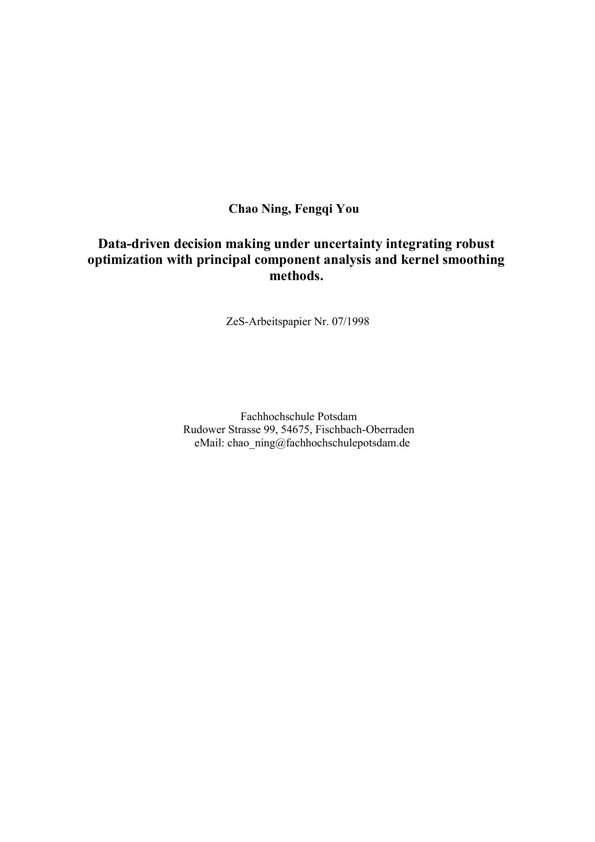 Chao Ning, Fengqi You
Data-driven decision making under uncertainty integrating robust
optimization with principal component analysis and kernel smoothing
methods.
ZeS-Arbeitspapier Nr. 07/1998
Fachhochschule Potsdam
Rudower Strasse 99, 54675, Fischbach-Oberraden
eMail: chao_ning@fachhochschulepotsdam.de